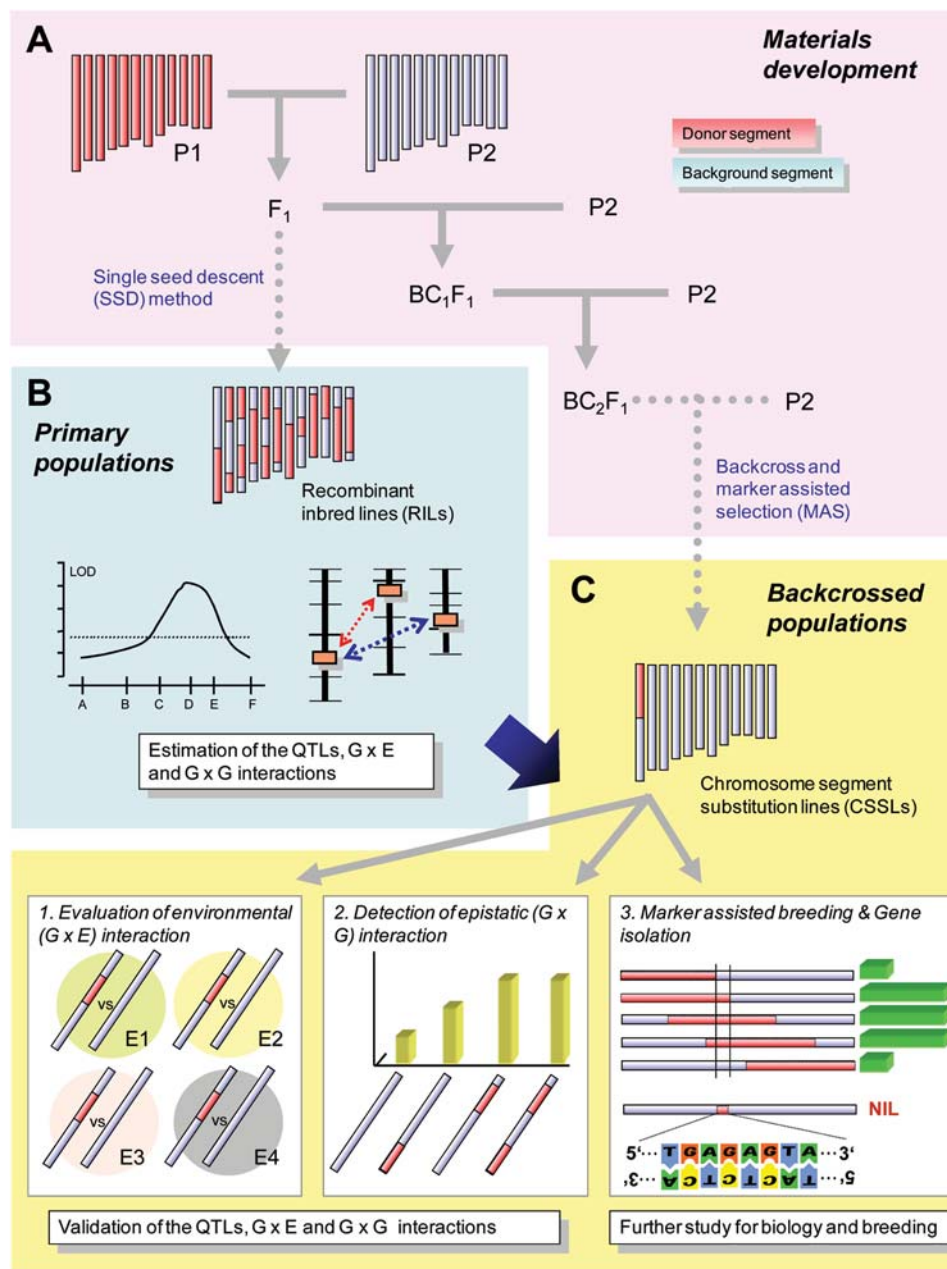 A
Materials
development
P1
P2
Donor segment
Background segment
F1
P2
Single seed descent
(SSD) method
BC1F1
P2
BC2F1
P2
Backcross and
marker assisted
selection (MAS)
B
Primary
populations
Recombinant
inbred lines (RILs)
LOD
A B C D E F
Estimation of the QTLs, G x E
and G x G interactions
C
Backcrossed
populations
Chromosome segment
substitution lines (CSSLs)
1. Evaluation of environmental
(G x E) interaction
vs
E1
vs
E2
vs
E3
vs
E4
2. Detection of epistatic (G x
G) interaction
3. Marker assisted breeding & Gene
isolation
NIL
5'... T G A G A G T A ...3'
3'... A C T C T C A T ...5'
Validation of the QTLs, G x E and G x G interactions
Further study for biology and breeding